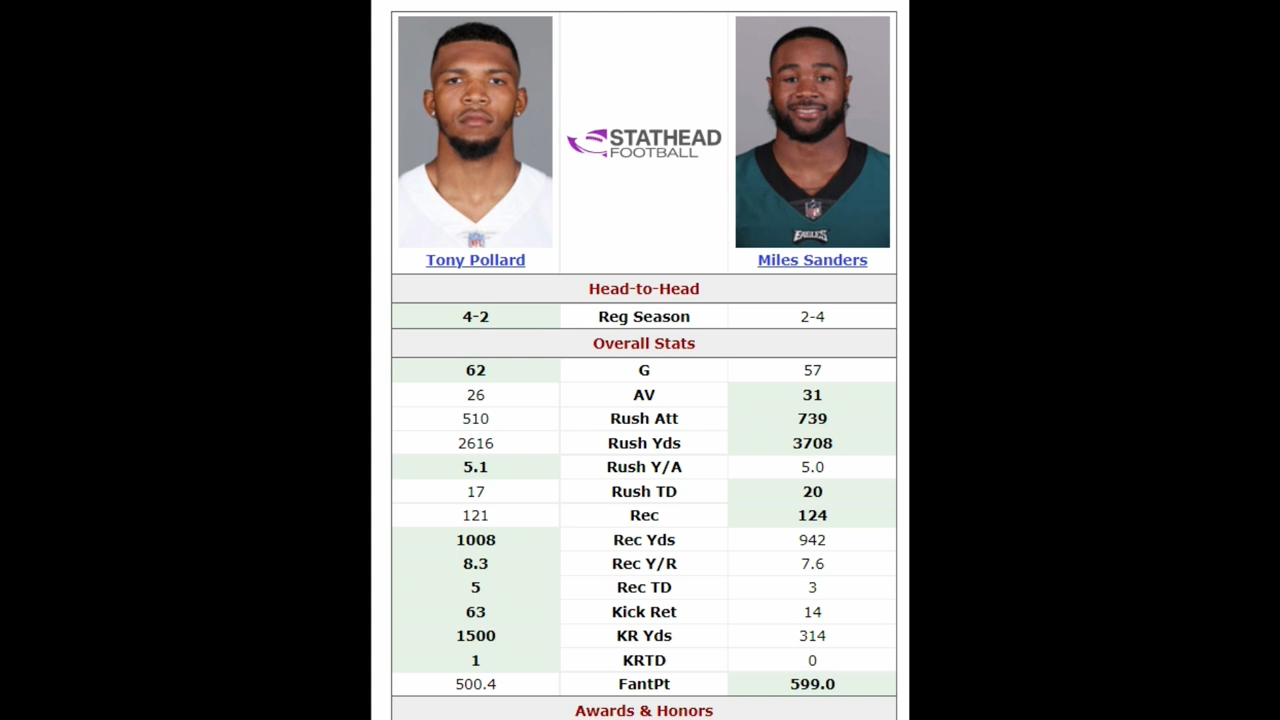 STATHEAD
FOOTBALL
NFL
EAGLES
Tony Pollard Miles Sanders
Head-to-Head
4-2 Reg Season 2-4
Overall Stats
62 G 57
26 AV 31
510 Rush Att 739
2616 Rush Yds 3708
5.1 Rush Y/A 5.0
17 Rush TD 20
121 Rec 124
1008 Rec Yds 942
8.3 Rec Y/R 7.6
5 Rec TD 3
63 Kick Ret 14
1500 KR Yds 314
1 KRTD 0
500.4 FantPt 599.0
Awards & Honors